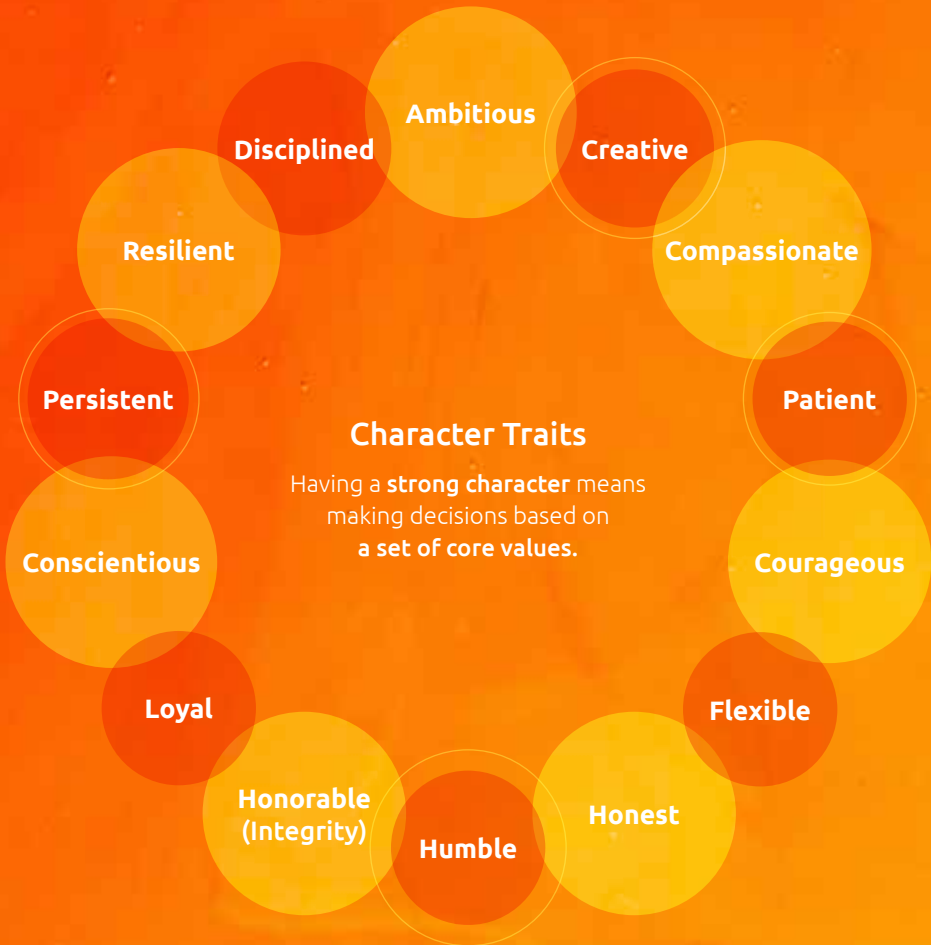 Ambitious
Creative
Compassionate
Patient
Courageous
Flexible
Honest
Humble
Honorable
(Integrity)
Loyal
Conscientious
Persistent
Resilient
Disciplined
Character Traits
Having a strong character means
making decisions based on
a set of core values.